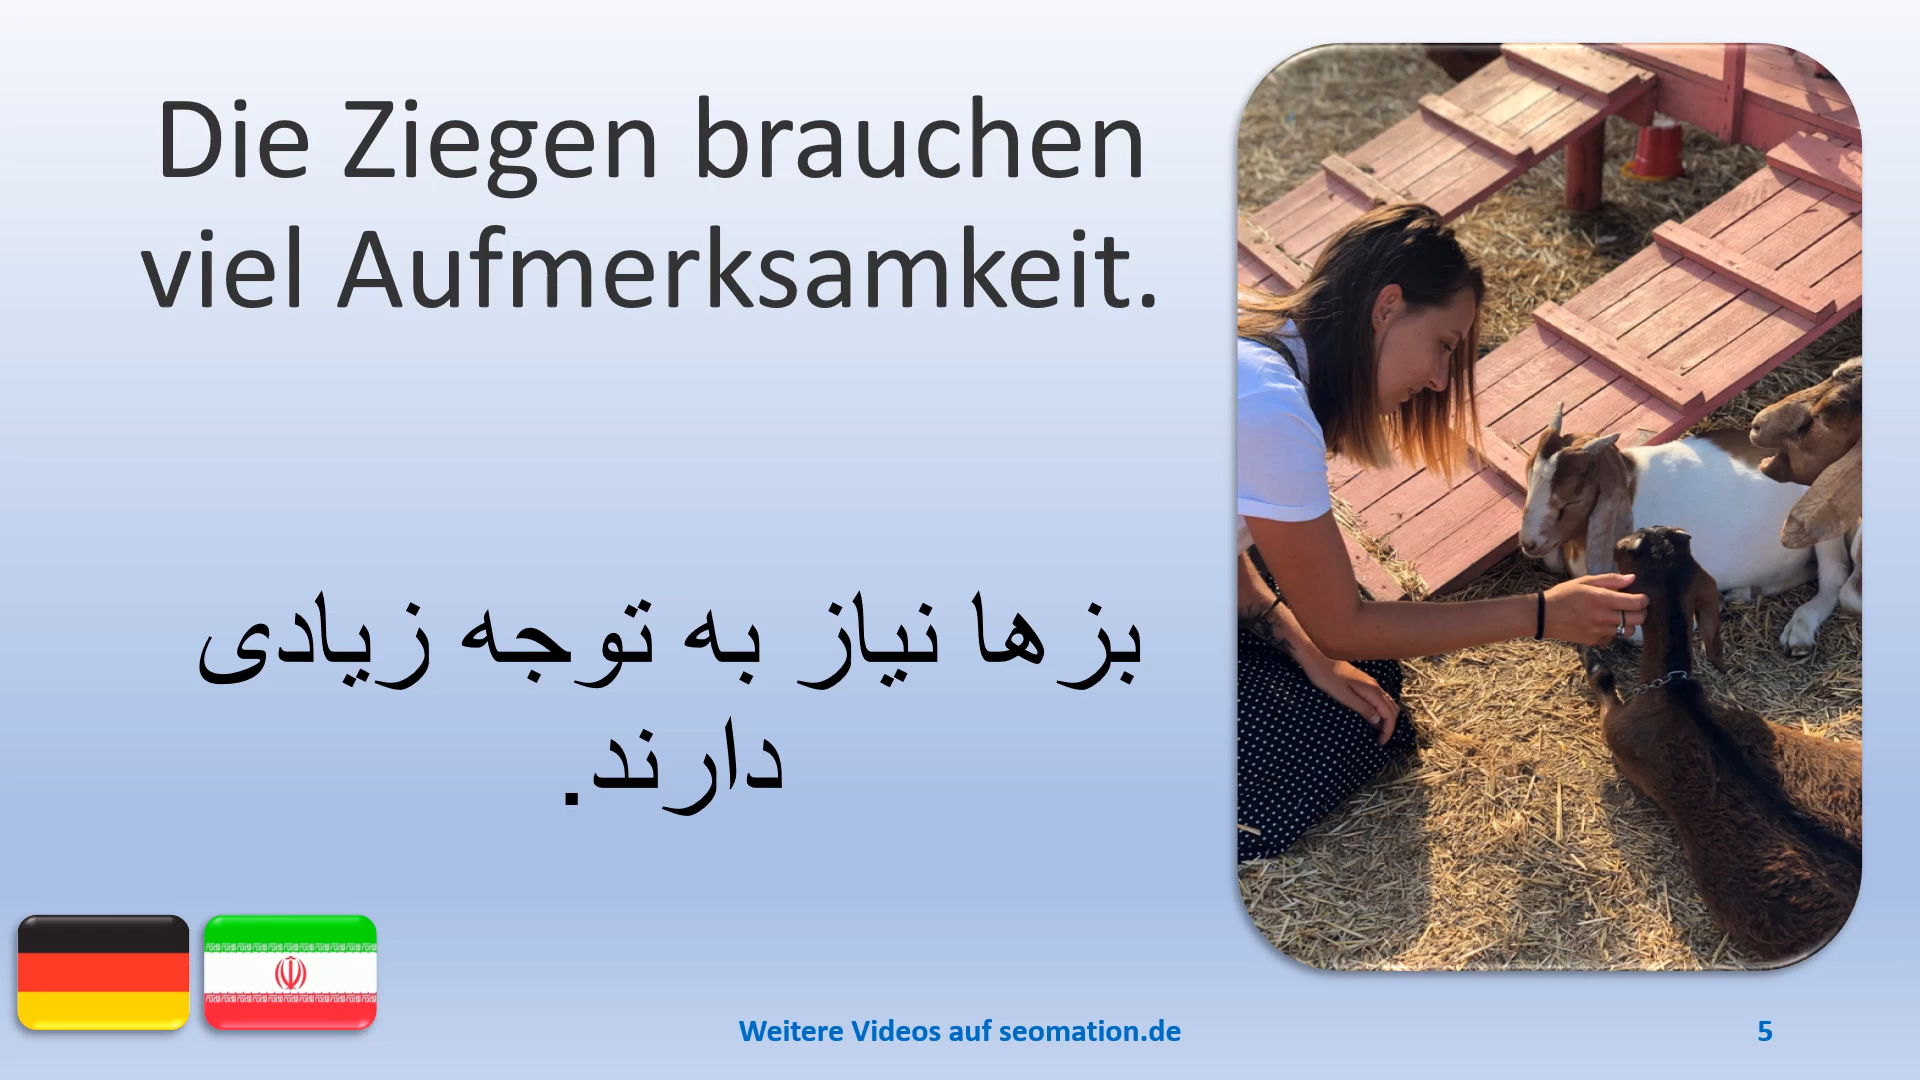 Die Ziegen brauchen
viel Aufmerksamkeit.
بزها نیاز به توجه زیادی
دارند.
Weitere Videos auf seomation.de
5